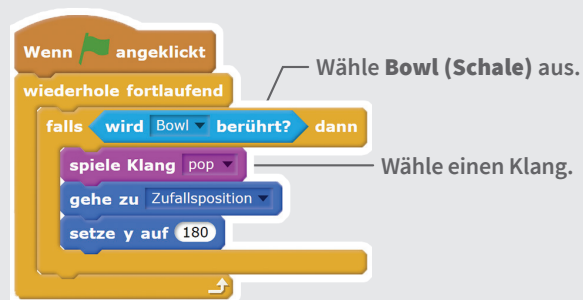 Wenn angeklickt
Wähle Bowl (Schale) aus.
wiederhole fortlaufend
falls wird Bowl berührt? dann
spiele Klang pop
Wähle einen Klang.
gehe zu Zufallsposition
setze y auf 180